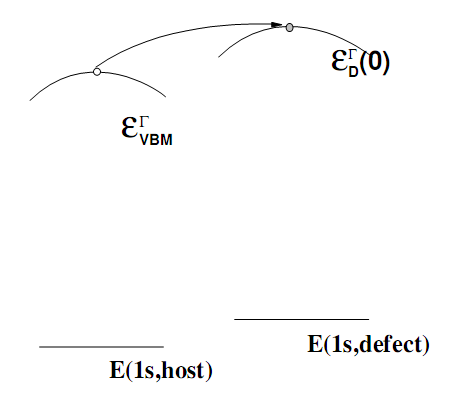 ε^Γ_D(0)
ε^Γ_VBM
E(1s,defect)
E(1s,host)